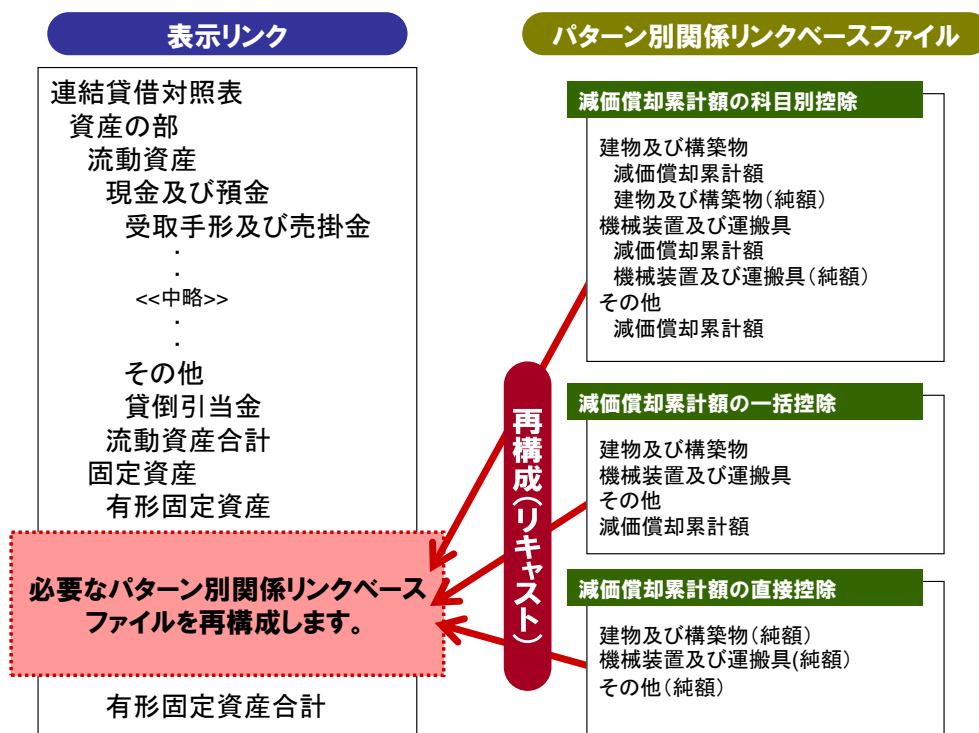 表示リンク
連結貸借対照表
資産の部
流動資産
現金及び預金
受取手形及び売掛金
・
・
<<中略>>
・
・
その他
貸倒引当金
流動資産合計
固定資産
有形固定資産
必要なパターン別関係リンクベース
ファイルを再構成します。
有形固定資産合計
再構成(リキャスト)
パターン別関係リンクベースファイル
減価償却累計額の科目別控除
建物及び構築物
減価償却累計額
建物及び構築物(純額)
機械装置及び運搬具
減価償却累計額
機械装置及び運搬具(純額)
その他
減価償却累計額
減価償却累計額の一括控除
建物及び構築物
機械装置及び運搬具
その他
減価償却累計額
減価償却累計額の直接控除
建物及び構築物(純額)
機械装置及び運搬具(純額)
その他(純額)